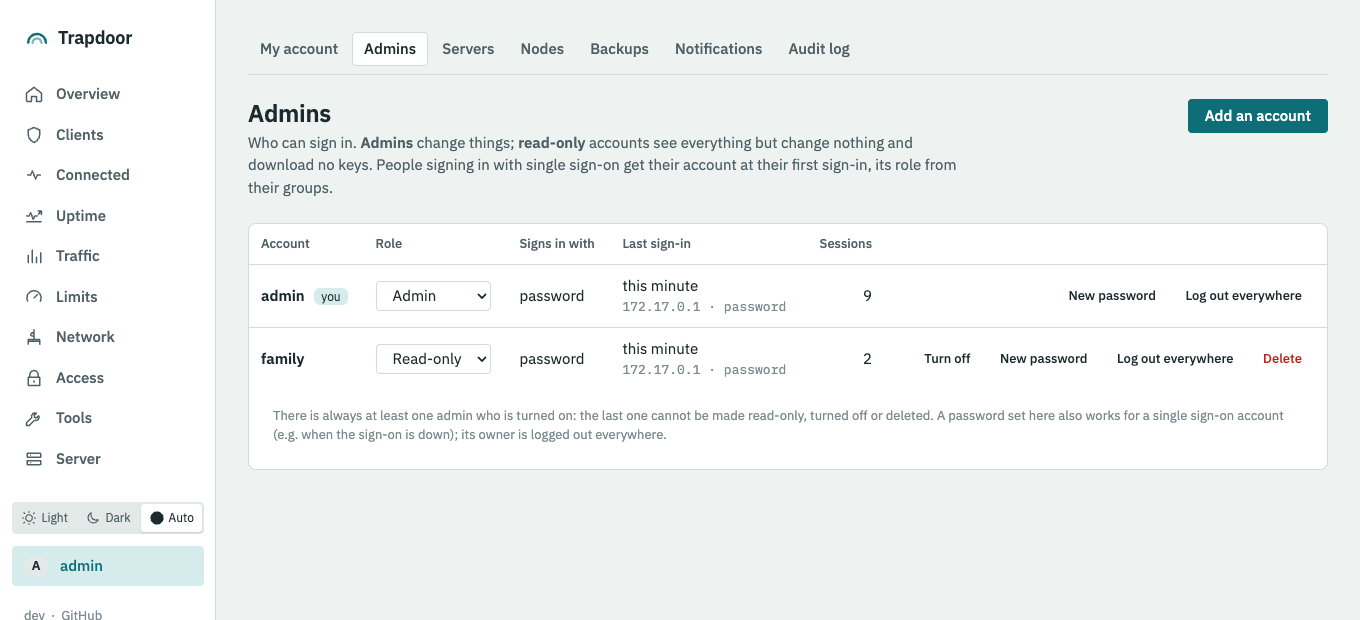 Trapdoor
Overview
Clients
Connected
Uptime
Traffic
Limits
Network
Access
Tools
Server
Light Dark Auto
A admin
dev · GitHub
My account Admins Servers Nodes Backups Notifications Audit log
Admins
Add an account
Who can sign in. Admins change things; read-only accounts see everything but change nothing and
download no keys. People signing in with single sign-on get their account at their first sign-in, its role from
their groups.
Account Role Signs in with Last sign-in Sessions
admin you Admin password this minute 9 New password Log out everywhere
172.17.0.1 · password
family Read-only password this minute 2 Turn off New password Log out everywhere Delete
172.17.0.1 · password
There is always at least one admin who is turned on: the last one cannot be made read-only, turned off or deleted. A password set here also works for a single sign-on account
(e.g. when the sign-on is down); its owner is logged out everywhere.